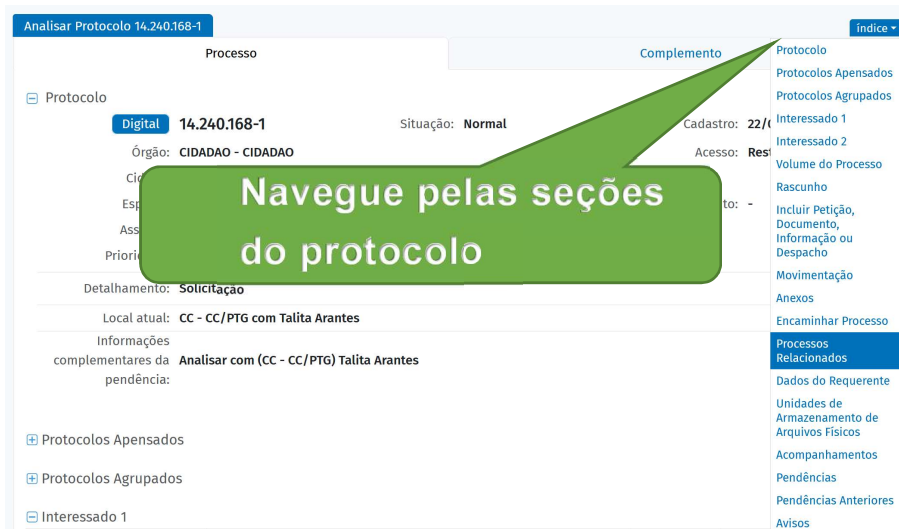 Analisar Protocolo 14.240.168-1
índice
Processo
Complemento
Protocolo
Digital 14.240.168-1 Situação: Normal Cadastro: 22/
Órgão: CIDADAO - CIDADAO Acesso:
Navegue pelas seções
do protocolo
Detalhamento: Solicitação
Local atual: CC - CC/PTG com Talita Arantes
Informações
complementares da Analisar com (CC - CC/PTG) Talita Arantes
pendência:
Protocolos Apensados
Protocolos Agrupados
Interessado 1
Protocolo
Protocolos Apensados
Protocolos Agrupados
Interessado 1
Interessado 2
Volume do Processo
Rascunho
Incluir Petição,
Documento,
Informação ou
Despacho
Movimentação
Anexos
Encaminhar Processo
Processos
Relacionados
Dados do Requerente
Unidades de
Armazenamento de
Arquivos Físicos
Acompanhamentos
Pendências
Pendências Anteriores
Avisos